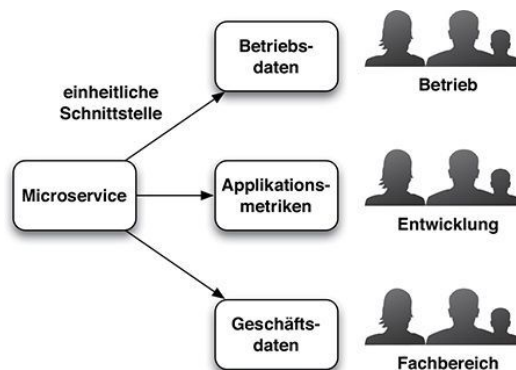 Betriebs-
daten
Betrieb
einheitliche
Schnittstelle
Microservice
Applikations-
metriken
Entwicklung
Geschäfts-
daten
Fachbereich